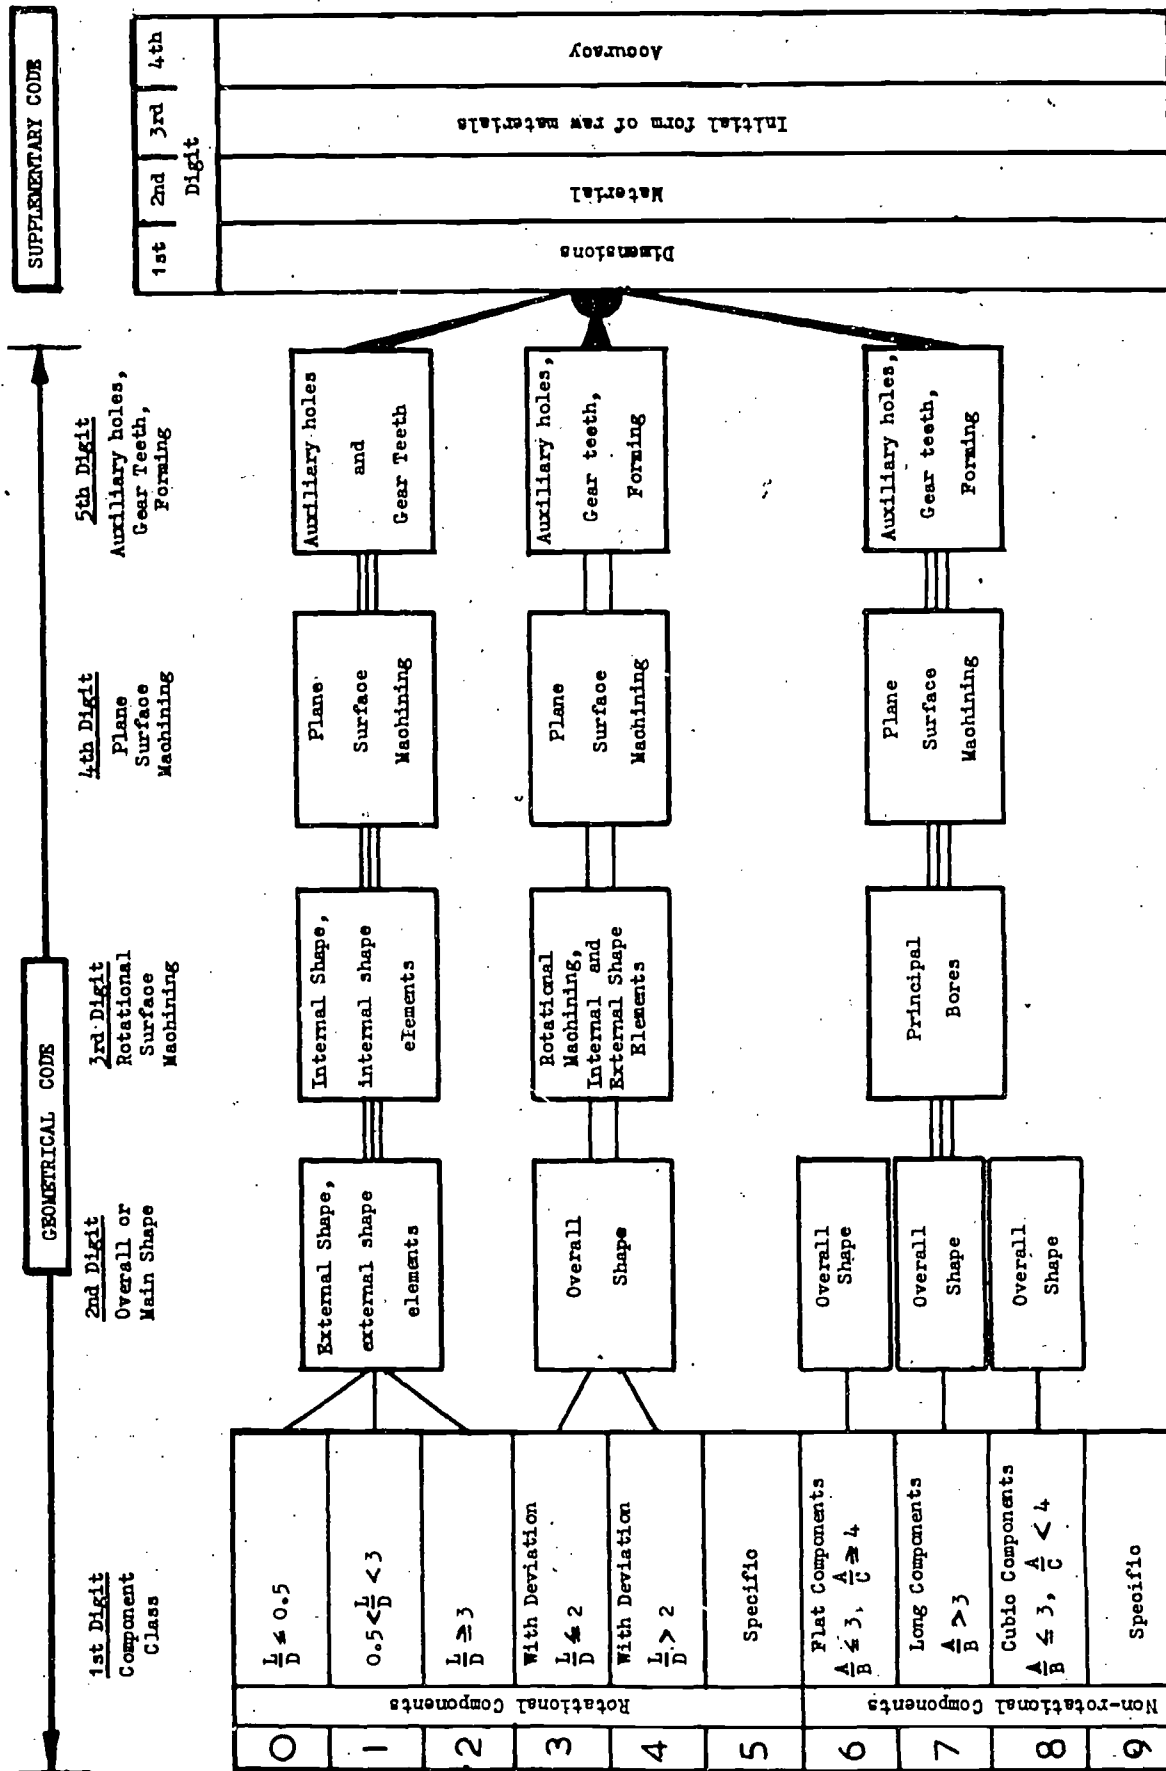 GEOMETRICAL CODE
SUPPLEMENTARY CODE
1st Digit
Component
Class
2nd Digit
Overall or
Main Shape
3rd Digit
Rotational
Surface
Machining
4th Digit
Plane
Surface
Machining
5th Digit
Auxiliary holes,
Gear Teeth,
Forming
1st 2nd 3rd 4th
Digit
Dimensions
Material
Initial form of raw materials
Accuracy
Rotational Components
0
L/D ≤ 0.5
1
0.5 < L/D < 3
2
L/D ≥ 3
3
With Deviation
L/D ≤ 2
4
With Deviation
L/D > 2
5
Specific
Non-rotational Components
6
Flat Components
A/B ≤ 3, A/C ≥ 4
7
Long Components
A/B > 3
8
Cubic Components
A/B ≤ 3, A/C < 4
9
Specific
External Shape,
external shape
elements
Internal Shape,
internal shape
elements
Plane
Surface
Machining
Auxiliary holes
and
Gear Teeth
Overall
Shape
Rotational
Machining,
Internal and
External Shape
Elements
Plane
Surface
Machining
Auxiliary holes,
Gear teeth,
Forming
Overall
Shape
Overall
Shape
Overall
Shape
Principal
Bores
Plane
Surface
Machining
Auxiliary holes,
Gear teeth,
Forming